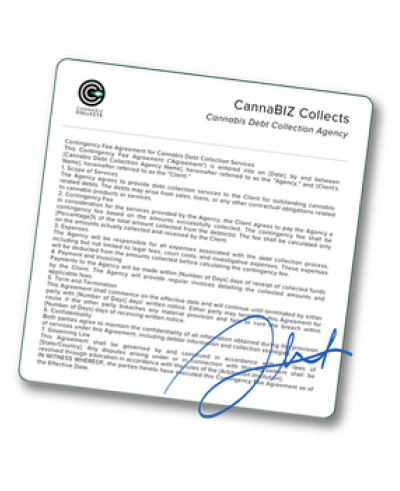 CANNABIZ
COLLECTS
CannaBIZ Collects
Cannabis Debt Collection Agency
Contingency Fee Agreement for Cannabis Debt Collection Services
This Contingency Fee Agreement ("Agreement") is entered into on [Date], by and between
[Cannabis Debt Collection Agency Name], hereinafter referred to as the "Agency," and [Client's
Name], hereinafter referred to as the "Client."
1. Scope of Services
The Agency agrees to provide debt collection services to the Client for outstanding cannabis-
related debts. The debts may arise from sales, loans, or any other contractual obligations related
to cannabis products or services.
2. Contingency Fee
In consideration for the services provided by the Agency, the Client agrees to pay the Agency a
contingency fee based on the amount successfully collected. The contingency fee shall be
[Percentage]% of the total amount collected from the debtor(s). The fee shall be calculated only
on the amounts actually collected and received by the Client.
3. Expenses
The Agency will be responsible for all expenses associated with the debt collection process,
including but not limited to legal fees, court costs, and investigative expenses. These expenses
will be deducted from the amounts collected before calculating the contingency fee.
4. Payment and Invoicing
Payments to the Agency will be made within [Number of Days] days of receipt of collected funds
by the Client. The Agency will provide regular invoices detailing the collected amounts and
applicable fees.
5. Term and Termination
This Agreement shall commence on the effective date and will continue until terminated by either
party with [Number of Days] days' written notice. Either party may terminate this Agreement for
cause if the other party breaches any material provision and fails to cure the breach within
[Number of Days] days of receiving written notice.
6. Confidentiality
Both parties agree to maintain the confidentiality of all information obtained during the provision
of services under this Agreement, including debtor information and collection strategies.
7. Governing Law
This Agreement shall be governed by and construed in accordance with the laws of
[State/Country]. Any disputes arising under or in connection with this Agreement shall be
resolved through arbitration in accordance with the rules of the [Arbitration Institution].
IN WITNESS WHEREOF, the parties hereto have executed this Contingency Fee Agreement as of
the Effective Date.